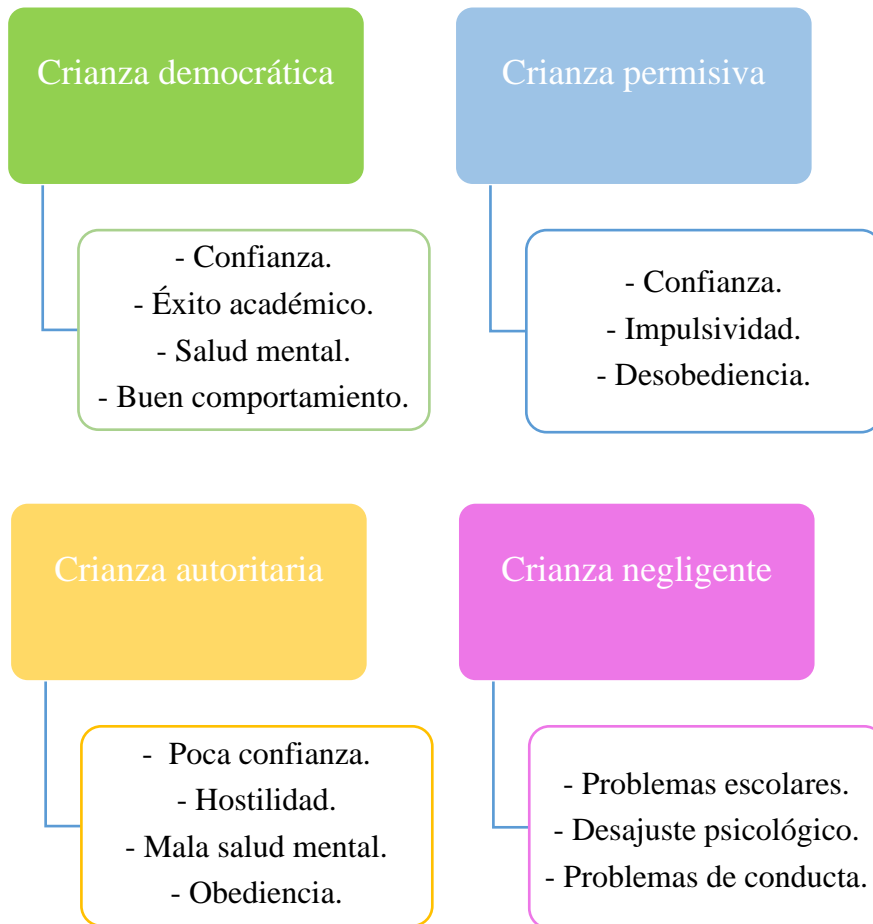 Crianza democrática
- Confianza.
- Éxito académico.
- Salud mental.
- Buen comportamiento.
Crianza permisiva
- Confianza.
- Impulsividad.
- Desobediencia.
Crianza autoritaria
- Poca confianza.
- Hostilidad.
- Mala salud mental.
- Obediencia.
Crianza negligente
- Problemas escolares.
- Desajuste psicológico.
- Problemas de conducta.